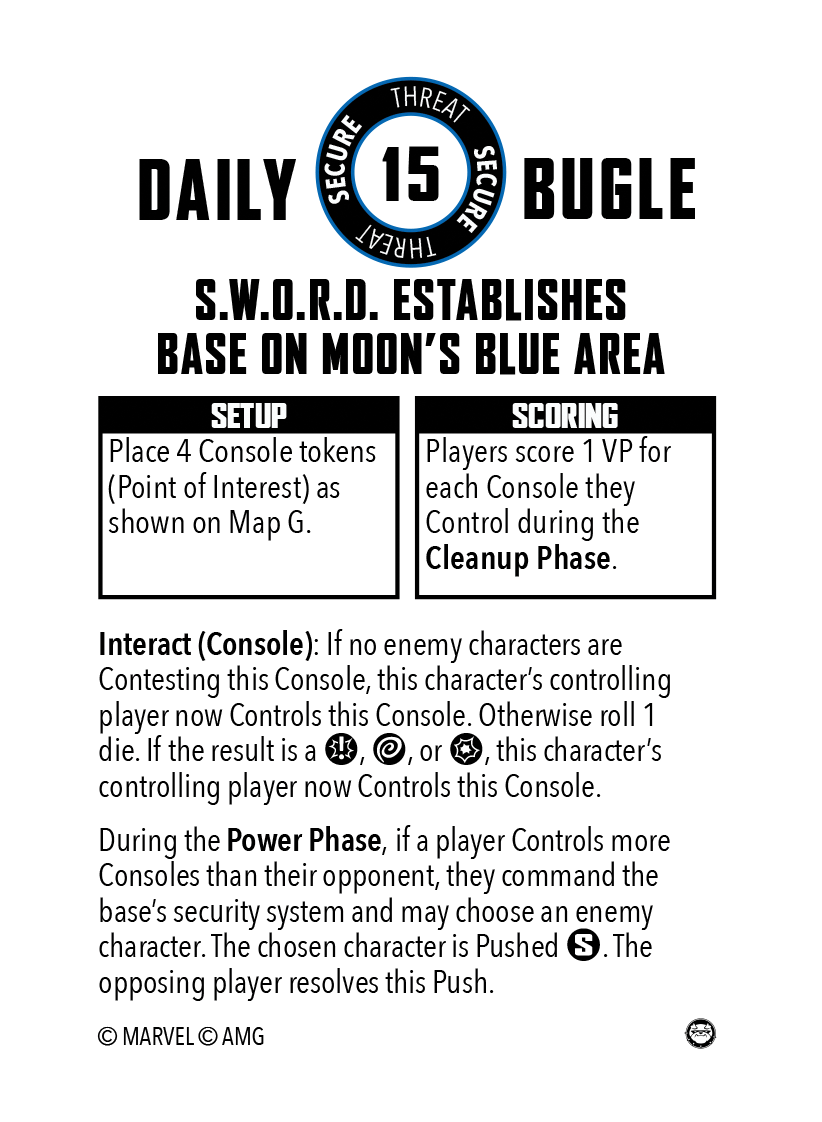 THREAT
SECURE
15
SECURE
THREAT
DAILY BUGLE
S.W.O.R.D. ESTABLISHES
BASE ON MOON'S BLUE AREA
SETUP
Place 4 Console tokens
(Point of Interest) as
shown on Map G.
SCORING
Players score 1 VP for
each Console they
Control during the
Cleanup Phase.
Interact (Console): If no enemy characters are
Contesting this Console, this character's controlling
player now Controls this Console. Otherwise roll 1
die. If the result is a , , or , this character's
controlling player now Controls this Console.
During the Power Phase, if a player Controls more
Consoles than their opponent, they command the
base's security system and may choose an enemy
character. The chosen character is Pushed S. The
opposing player resolves this Push.
© MARVEL © AMG